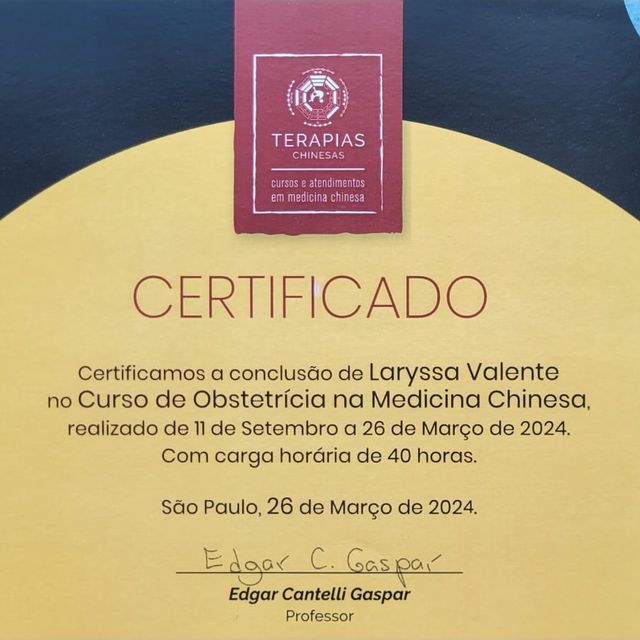 TERAPIAS
CHINESAS
cursos e atendimentos
em medicina chinesa
CERTIFICADO
Certificamos a conclusão de Laryssa Valente
no Curso de Obstetrícia na Medicina Chinesa,
realizado de 11 de Setembro a 26 de Março de 2024.
Com carga horária de 40 horas.
São Paulo, 26 de Março de 2024.
Edgar C. Gaspar
Edgar Cantelli Gaspar
Professor